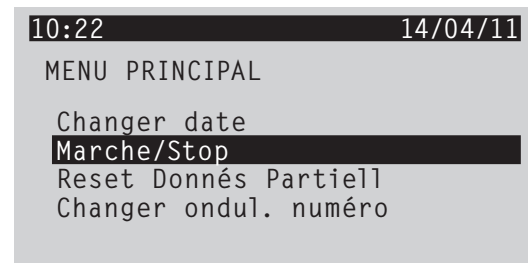 10:22 14/04/11
MENU PRINCIPAL
Changer date
Marche/Stop
Reset Donnés Partiell
Changer ondul. numéro